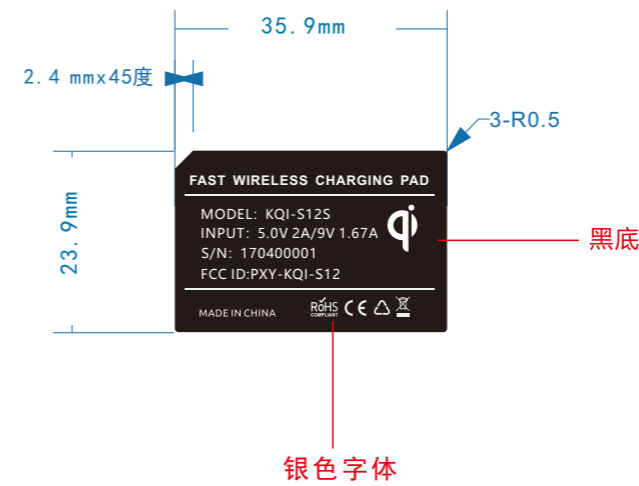 35.9mm
2.4 mmx45度
3-R0.5
23.9mm
FAST WIRELESS CHARGING PAD
MODEL: KQI-S12S
INPUT: 5.0V 2A/9V 1.67A
S/N: 170400001
FCC ID:PXY-KQI-S12
qi
黑底
MADE IN CHINA
RoHS
COMPLIANT
CE
银色字体